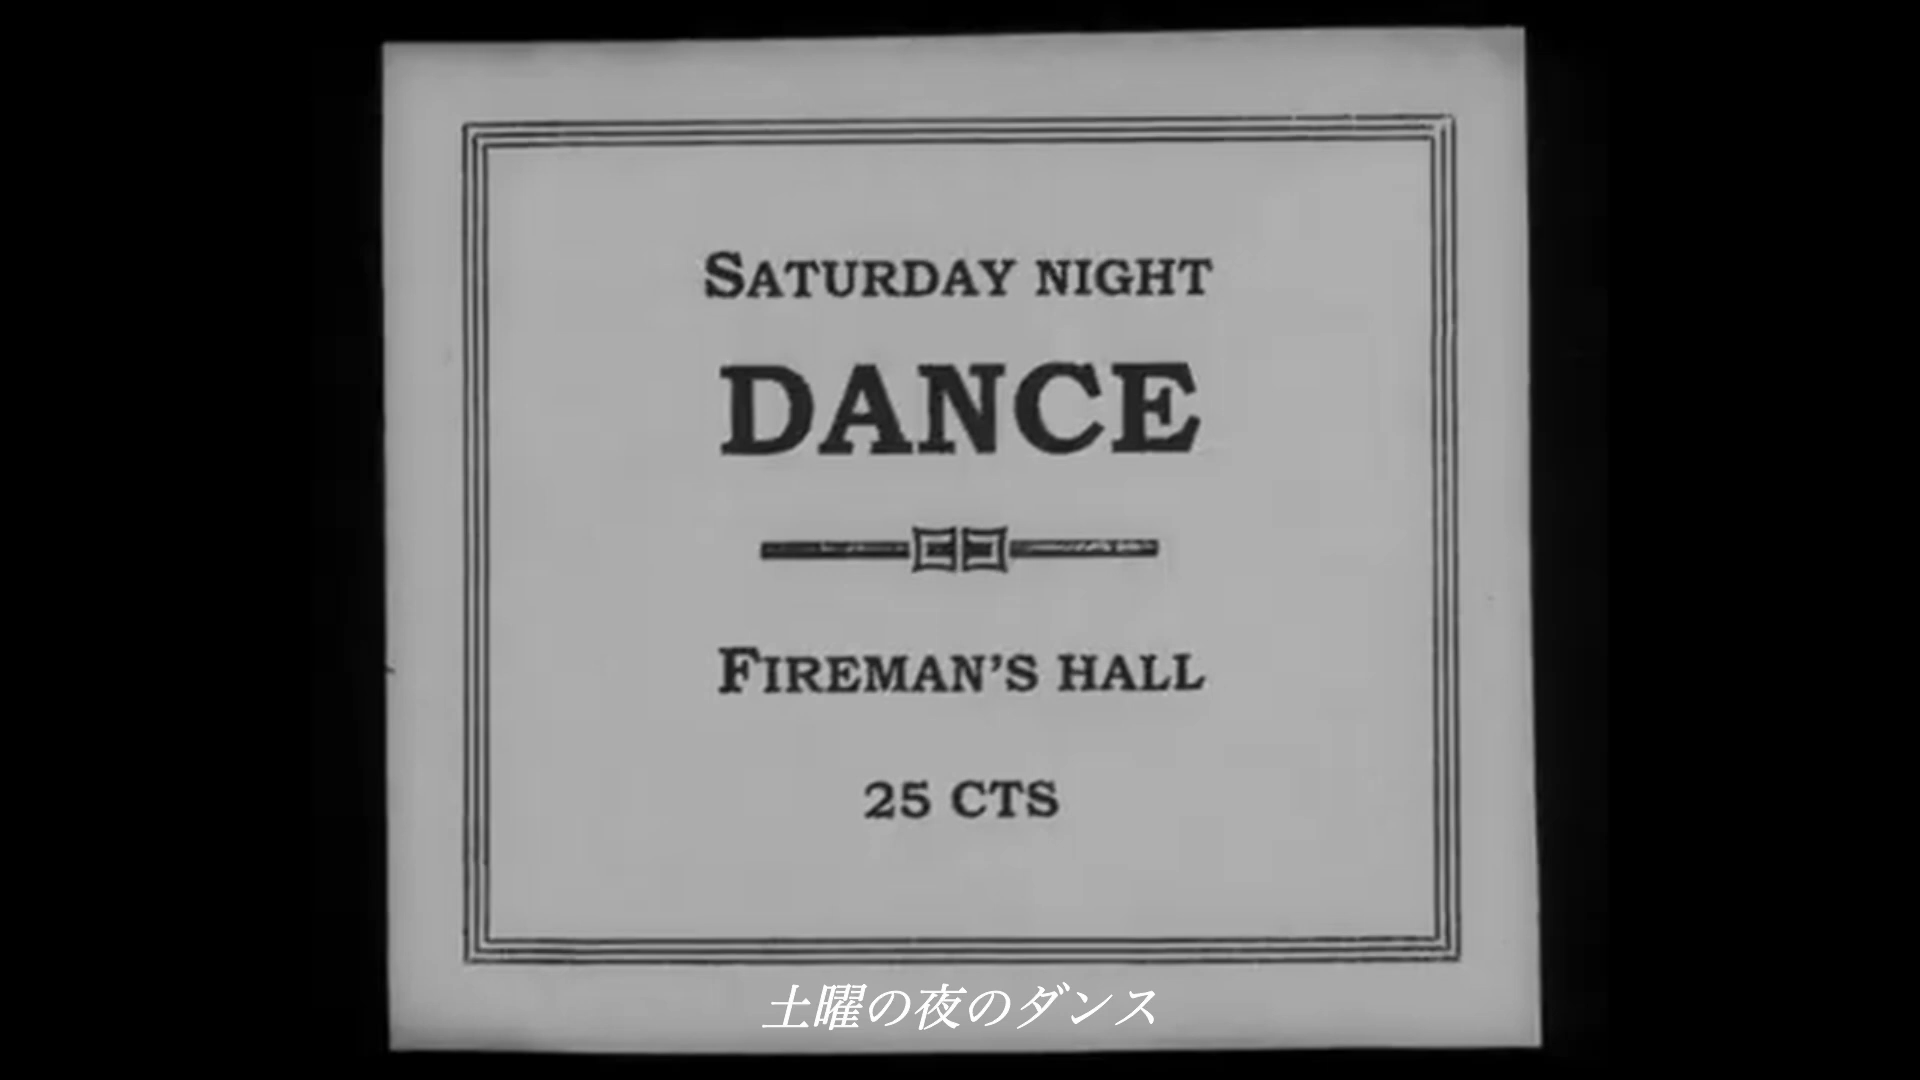 SATURDAY NIGHT
DANCE
FIREMAN'S HALL
25 CTS
土曜の夜のダンス